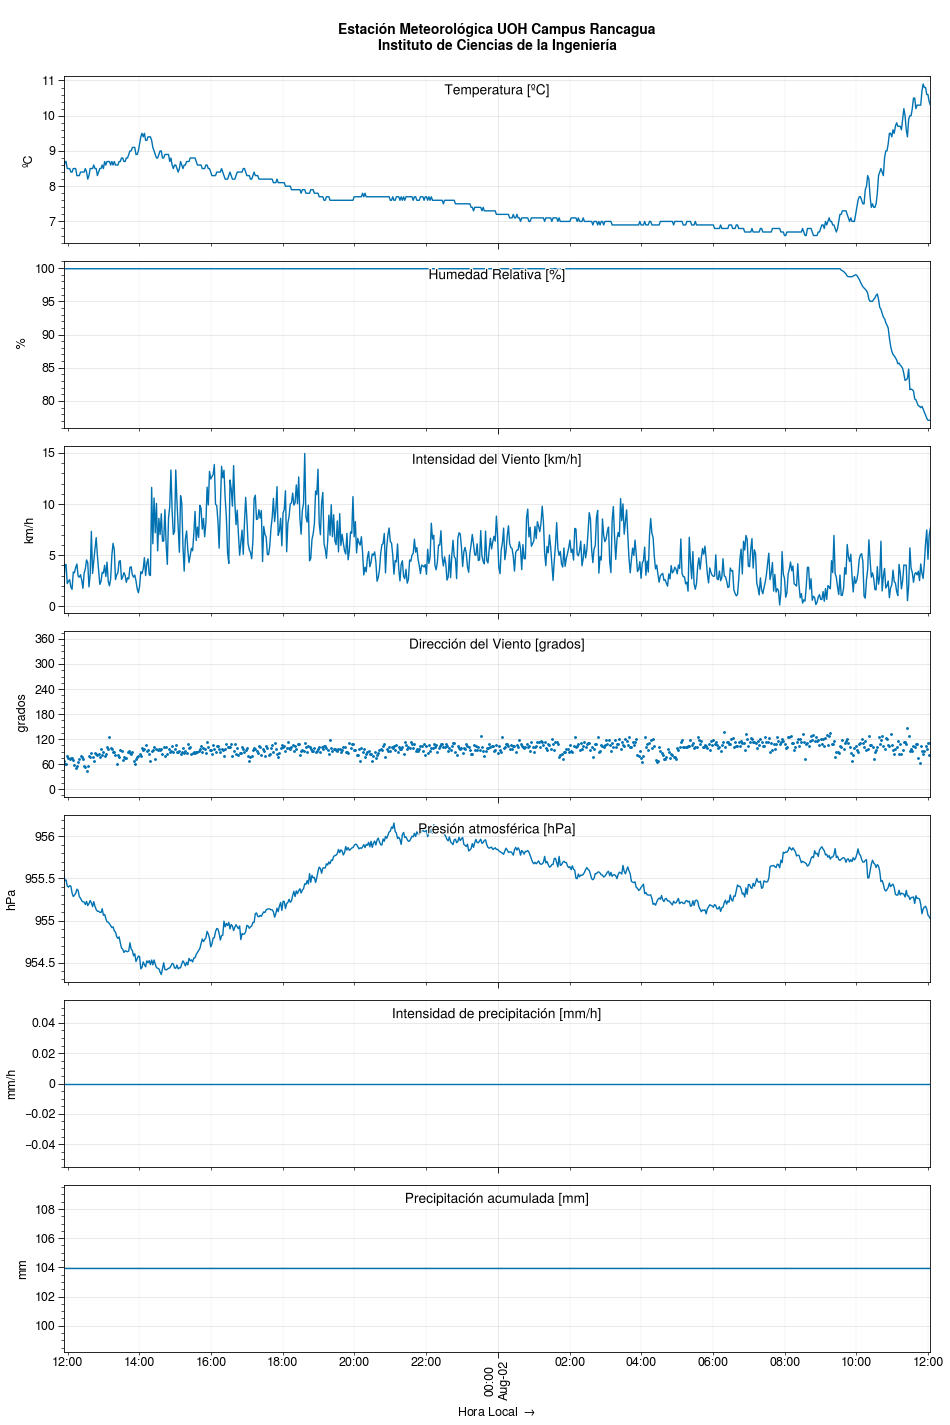 Estación Meteorológica UOH Campus Rancagua
Instituto de Ciencias de la Ingeniería
Temperatura [ºC]
ºC
11
10
9
8
7
Humedad Relativa [%]
%
100
95
90
85
80
Intensidad del Viento [km/h]
km/h
15
10
5
0
Dirección del Viento [grados]
grados
360
300
240
180
120
60
0
Presión atmosférica [hPa]
hPa
956
955.5
955
954.5
Intensidad de precipitación [mm/h]
mm/h
0.04
0.02
0
−0.02
−0.04
Precipitación acumulada [mm]
mm
108
106
104
102
100
12:00 14:00 16:00 18:00 20:00 22:00 00:00 02:00 04:00 06:00 08:00 10:00 12:00
Aug-02
Hora Local →